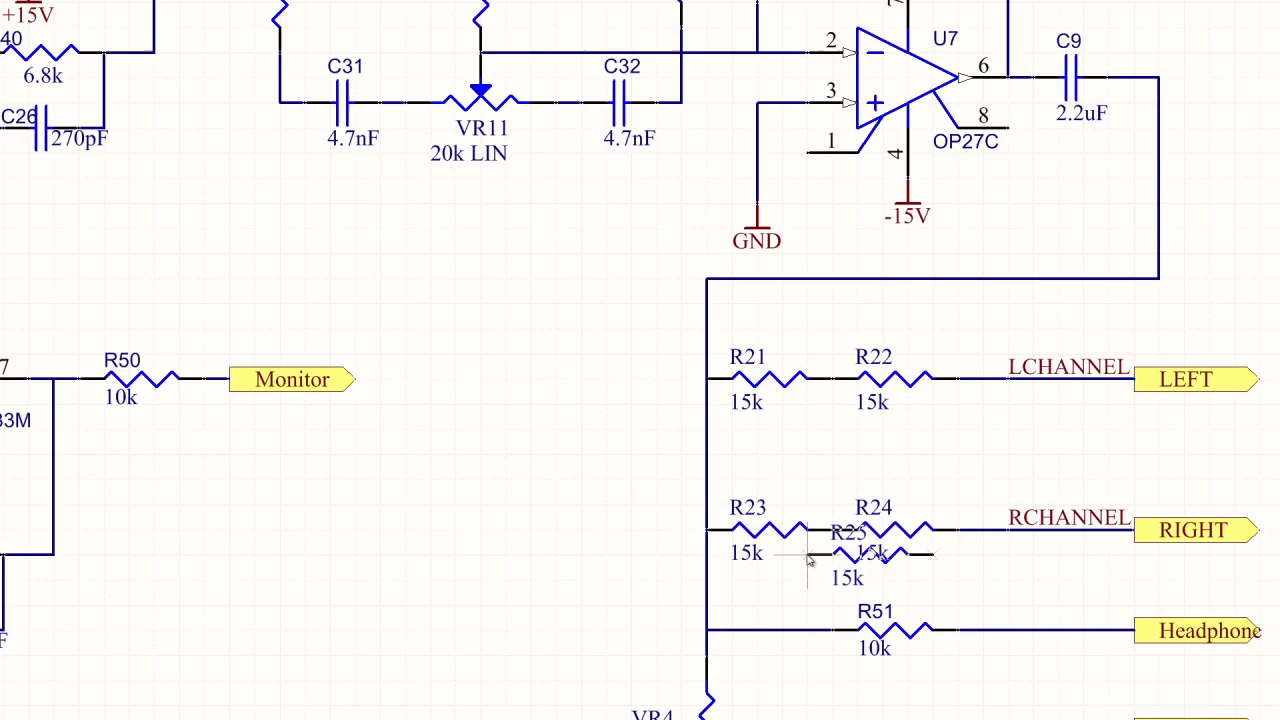 +15V
40
6.8k
C26
270pF
C31
4.7nF
VR11
20k LIN
C32
4.7nF
2
3
1
7
4
6
8
U7
OP27C
-15V
GND
C9
2.2uF
7
R50
10k
Monitor
33M
F
R21
15k
R22
15k
LCHANNEL
LEFT
R23
15k
R24
15k
RCHANNEL
RIGHT
R25
15k
R51
10k
Headphone
VR4